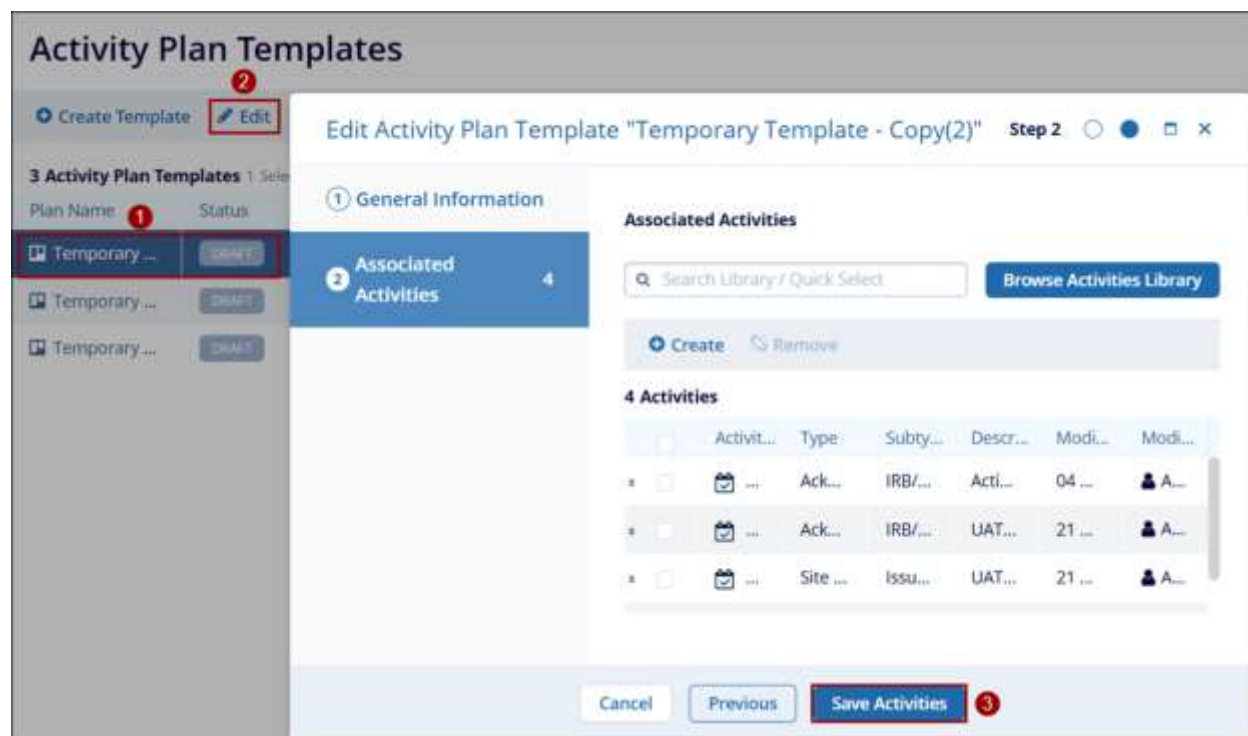 Activity Plan Templates
2
Create Template Edit
Edit Activity Plan Template "Temporary Template - Copy(2)" Step 2
3 Activity Plan Templates 1 Sele
Plan Name 1 Status
Temporary ... DRAFT
Temporary ... DRAFT
Temporary ... DRAFT
1 General Information
2 Associated Activities 4
Associated Activities
Search Library / Quick Select Browse Activities Library
Create Remove
4 Activities
Activit... Type Subty... Descr... Modi... Modi...
... Ack... IRB/... Acti... 04 ... A...
... Ack... IRB/... UAT... 21 ... A...
... Site ... Issu... UAT... 21 ... A...
Cancel Previous Save Activities 3